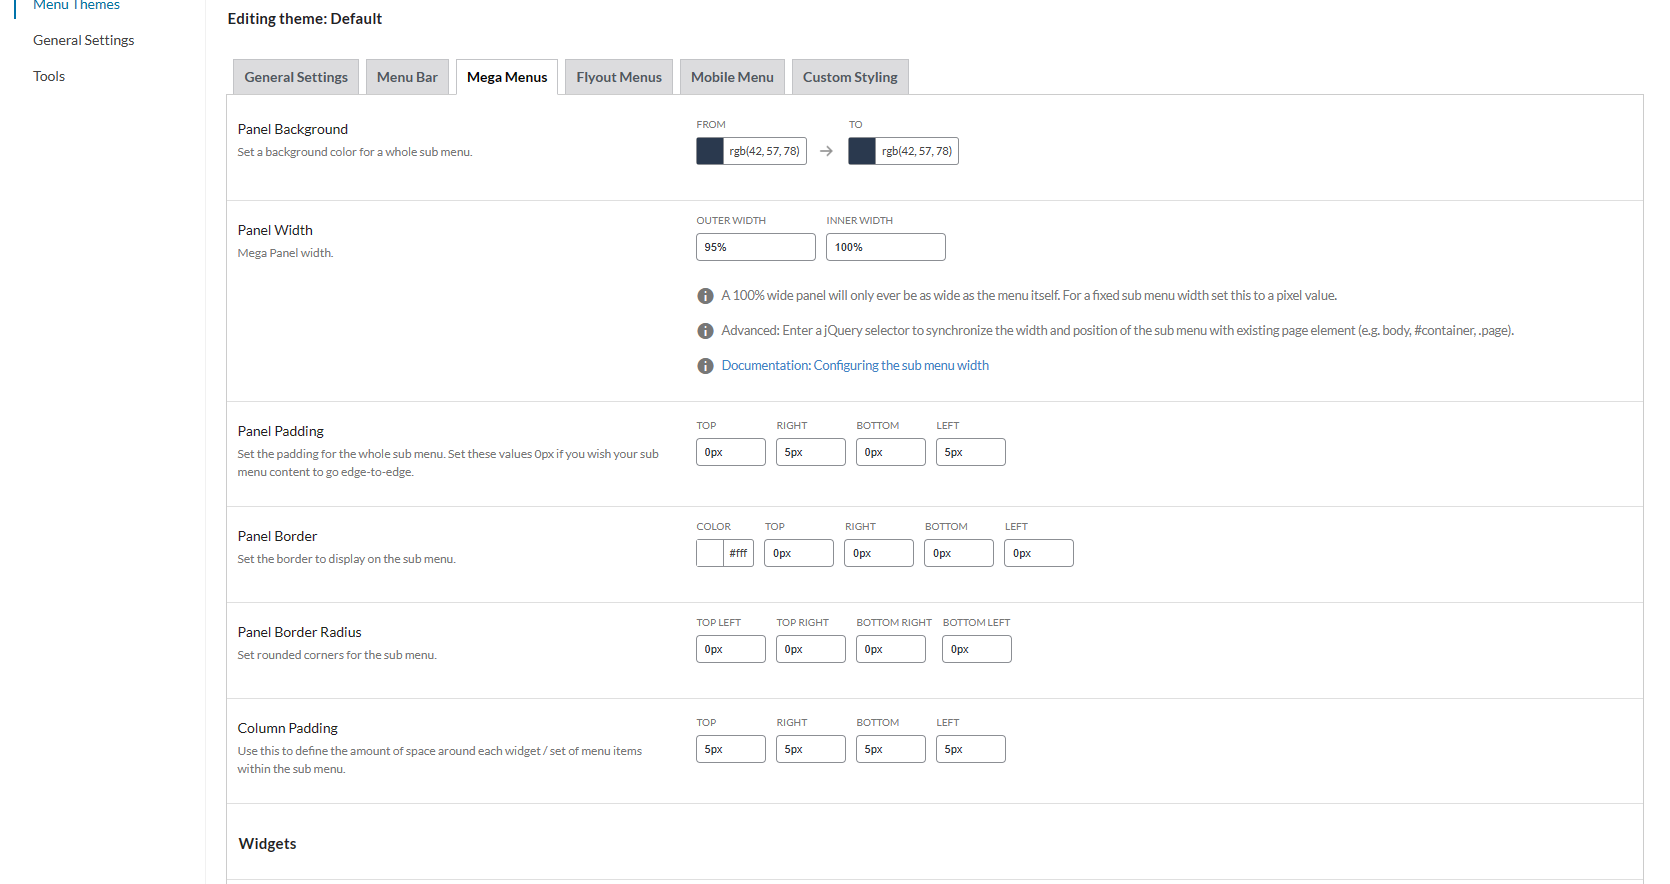 Menu Themes
General Settings
Tools
Editing theme: Default
General Settings
Menu Bar
Mega Menus
Flyout Menus
Mobile Menu
Custom Styling
Panel Background
Set a background color for a whole sub menu.
FROM
TO
rgb(42, 57, 78)
rgb(42, 57, 78)
Panel Width
Mega Panel width.
OUTER WIDTH
INNER WIDTH
95%
100%
A 100% wide panel will only ever be as wide as the menu itself. For a fixed sub menu width set this to a pixel value.
Advanced: Enter a jQuery selector to synchronize the width and position of the sub menu with existing page element (e.g. body, #container, .page).
Documentation: Configuring the sub menu width
Panel Padding
Set the padding for the whole sub menu. Set these values 0px if you wish your sub
menu content to go edge-to-edge.
TOP
RIGHT
BOTTOM
LEFT
0px
5px
0px
5px
Panel Border
Set the border to display on the sub menu.
COLOR
TOP
RIGHT
BOTTOM
LEFT
#fff
0px
0px
0px
0px
Panel Border Radius
Set rounded corners for the sub menu.
TOP LEFT
TOP RIGHT
BOTTOM RIGHT
BOTTOM LEFT
0px
0px
0px
0px
Column Padding
Use this to define the amount of space around each widget / set of menu items
within the sub menu.
TOP
RIGHT
BOTTOM
LEFT
5px
5px
5px
5px
Widgets